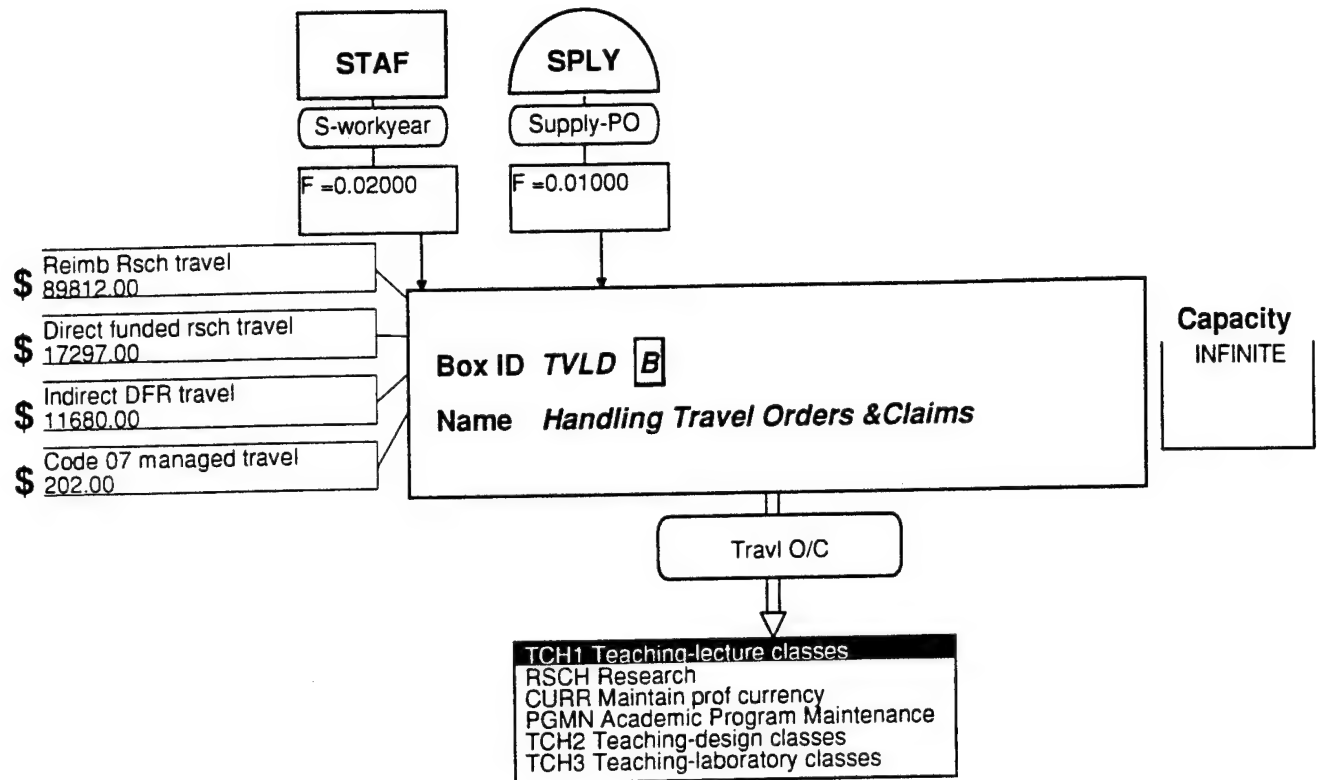 STAF
SPLY
S-workyear
Supply-PO
F =0.02000
F =0.01000
$ Reimb Rsch travel
89812.00
$ Direct funded rsch travel
17297.00
$ Indirect DFR travel
11680.00
$ Code 07 managed travel
202.00
Box ID TVLD B
Name Handling Travel Orders &Claims
Capacity
INFINITE
Travl O/C
TCH1 Teaching-lecture classes
RSCH Research
CURR Maintain prof currency
PGMN Academic Program Maintenance
TCH2 Teaching-design classes
TCH3 Teaching-laboratory classes